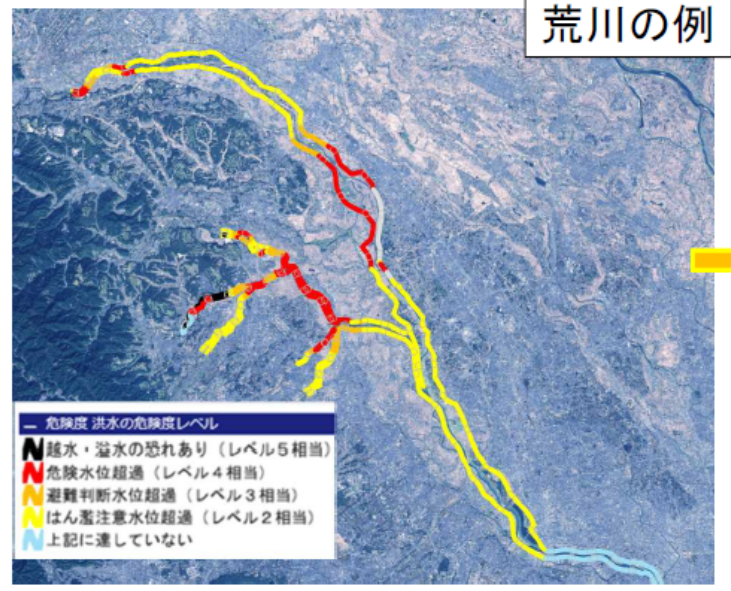 荒川の例
危険度 洪水の危険度レベル
越水・溢水の恐れあり（レベル５相当）
危険水位超過（レベル４相当）
避難判断水位超過（レベル３相当）
はん濫注意水位超過（レベル２相当）
上記に達していない